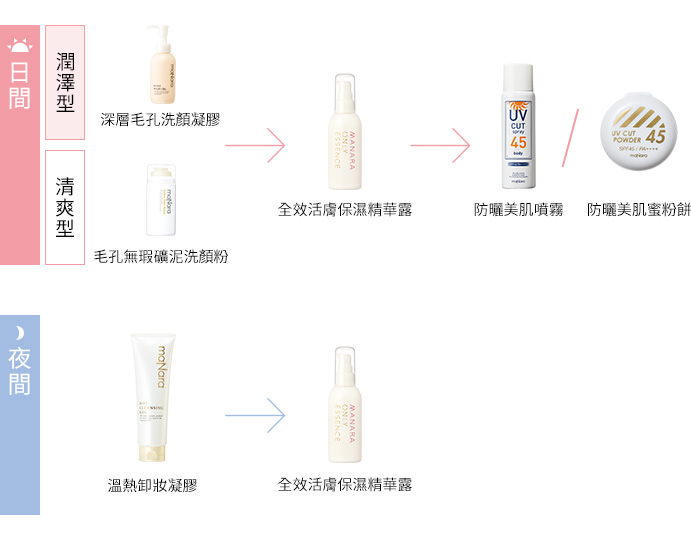 日間
潤澤型
maNara
深層毛孔洗顏凝膠
清爽型
maNara
毛孔無瑕礦泥洗顏粉
MANARA
ONLY
ESSENCE
全效活膚保濕精華露
UV
CUT
spray
45
body
maNara
防曬美肌噴霧
UV CUT
POWDER 45
SPF45 / PA++++
maNara
防曬美肌蜜粉餅
夜間
maNara
HOT
CLEANSING
GEL
溫熱卸妝凝膠
MANARA
ONLY
ESSENCE
全效活膚保濕精華露